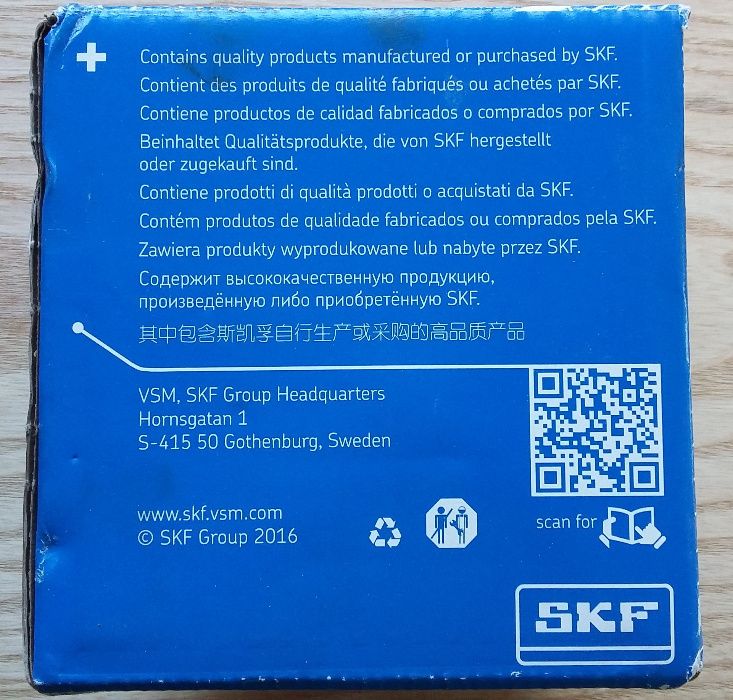 Contains quality products manufactured or purchased by SKF.
Contient des produits de qualité fabriqués ou achetés par SKF.
Contiene productos de calidad fabricados o comprados por SKF.
Beinhaltet Qualitätsprodukte, die von SKF hergestellt
oder zugekauft sind.
Contiene prodotti di qualità prodotti o acquistati da SKF.
Contém produtos de qualidade fabricados ou comprados pela SKF.
Zawiera produkty wyprodukowane lub nabyte przez SKF.
Содержит высококачественную продукцию,
произведённую либо приобретённую SKF.
其中包含斯凯孚自行生产或采购的高品质产品
VSM, SKF Group Headquarters
Hornsgatan 1
S-415 50 Gothenburg, Sweden
www.skf.vsm.com
© SKF Group 2016
scan for
SKF